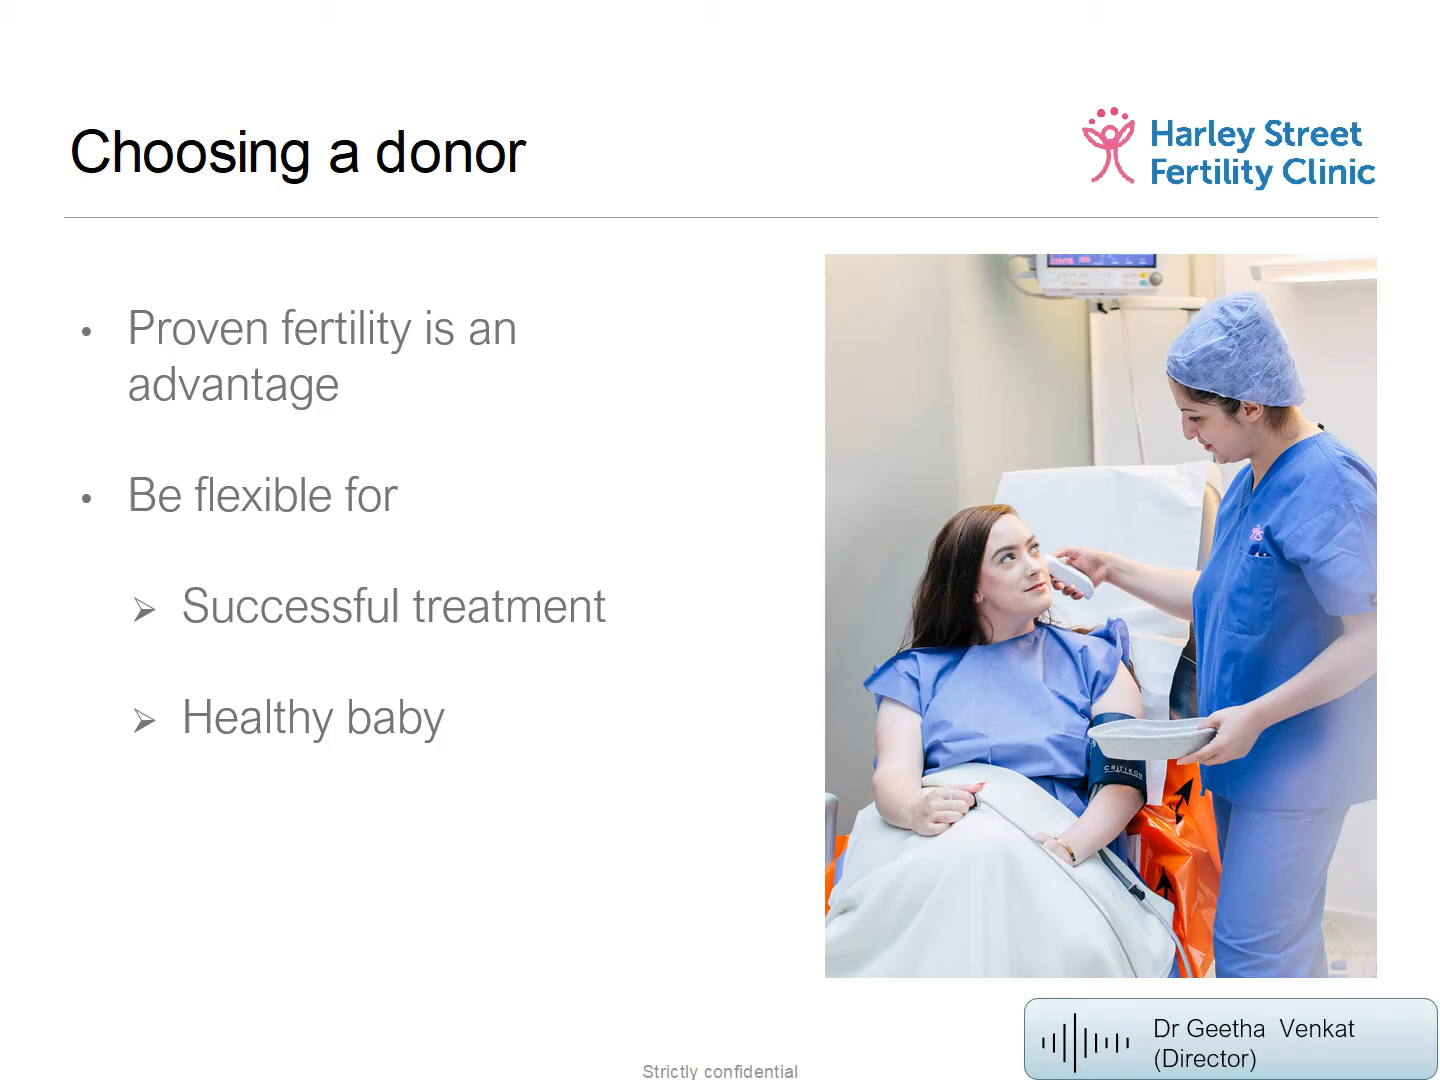 Choosing a donor
Harley Street
Fertility Clinic
• Proven fertility is an
advantage
• Be flexible for
➢ Successful treatment
➢ Healthy baby
CRITIKON
Dr Geetha Venkat
(Director)
Strictly confidential